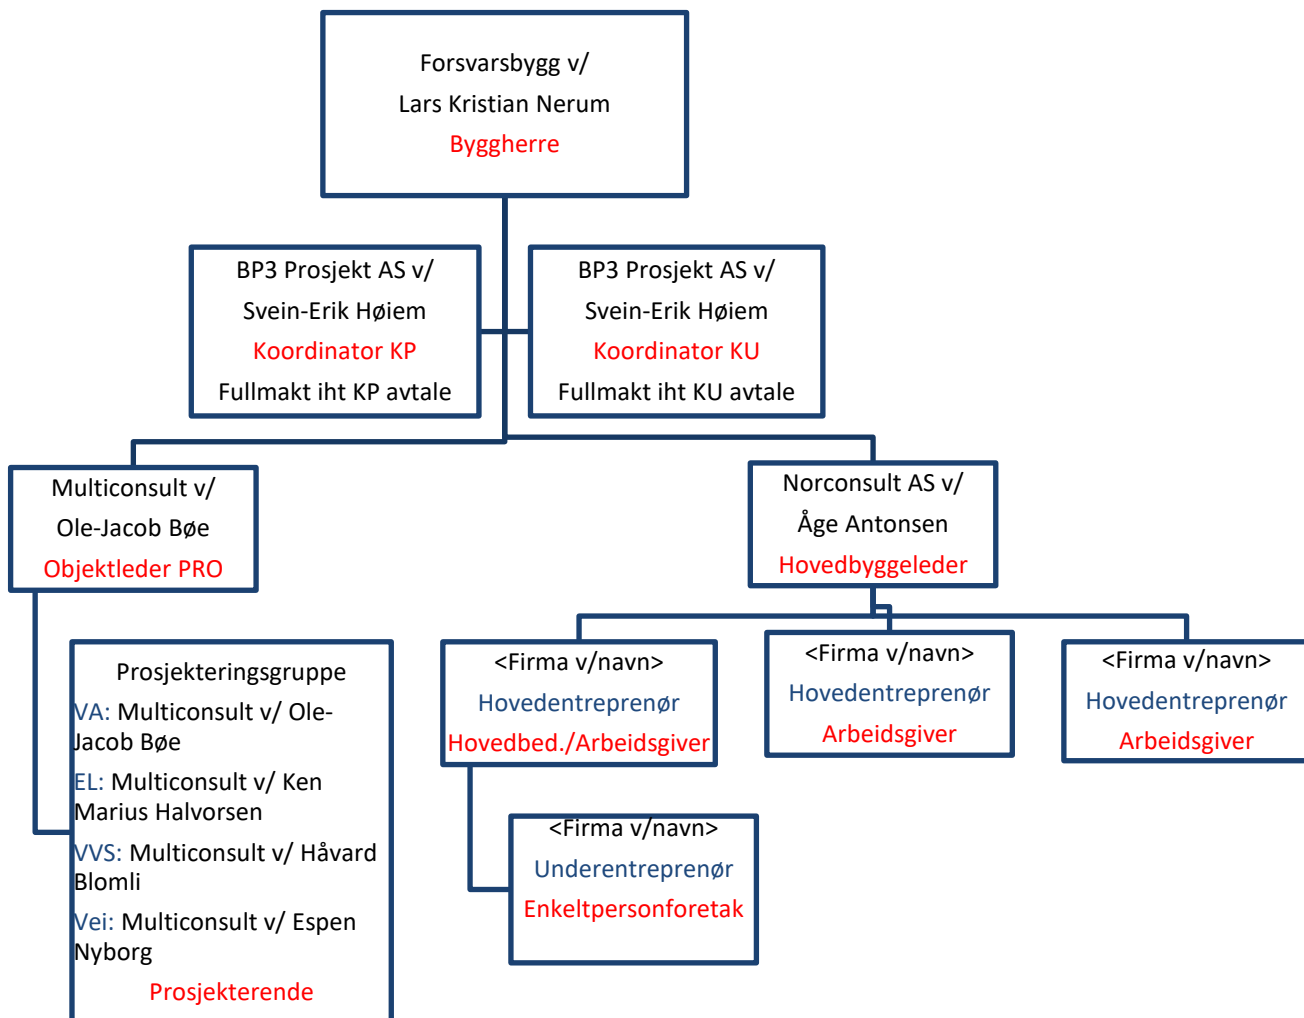 Forsvarsbygg v/
Lars Kristian Nerum
Byggherre
BP3 Prosjekt AS v/
Svein-Erik Høiem
Koordinator KP
Fullmakt iht KP avtale
BP3 Prosjekt AS v/
Svein-Erik Høiem
Koordinator KU
Fullmakt iht KU avtale
Multiconsult v/
Ole-Jacob Bøe
Objektleder PRO
Norconsult AS v/
Åge Antonsen
Hovedbyggeleder
Prosjekteringsgruppe
VA: Multiconsult v/ Ole-
Jacob Bøe
EL: Multiconsult v/ Ken
Marius Halvorsen
VVS: Multiconsult v/ Håvard
Blomli
Vei: Multiconsult v/ Espen
Nyborg
Prosjekterende
<Firma v/navn>
Hovedentreprenør
Hovedbed./Arbeidsgiver
<Firma v/navn>
Hovedentreprenør
Arbeidsgiver
<Firma v/navn>
Hovedentreprenør
Arbeidsgiver
<Firma v/navn>
Underentreprenør
Enkeltpersonforetak